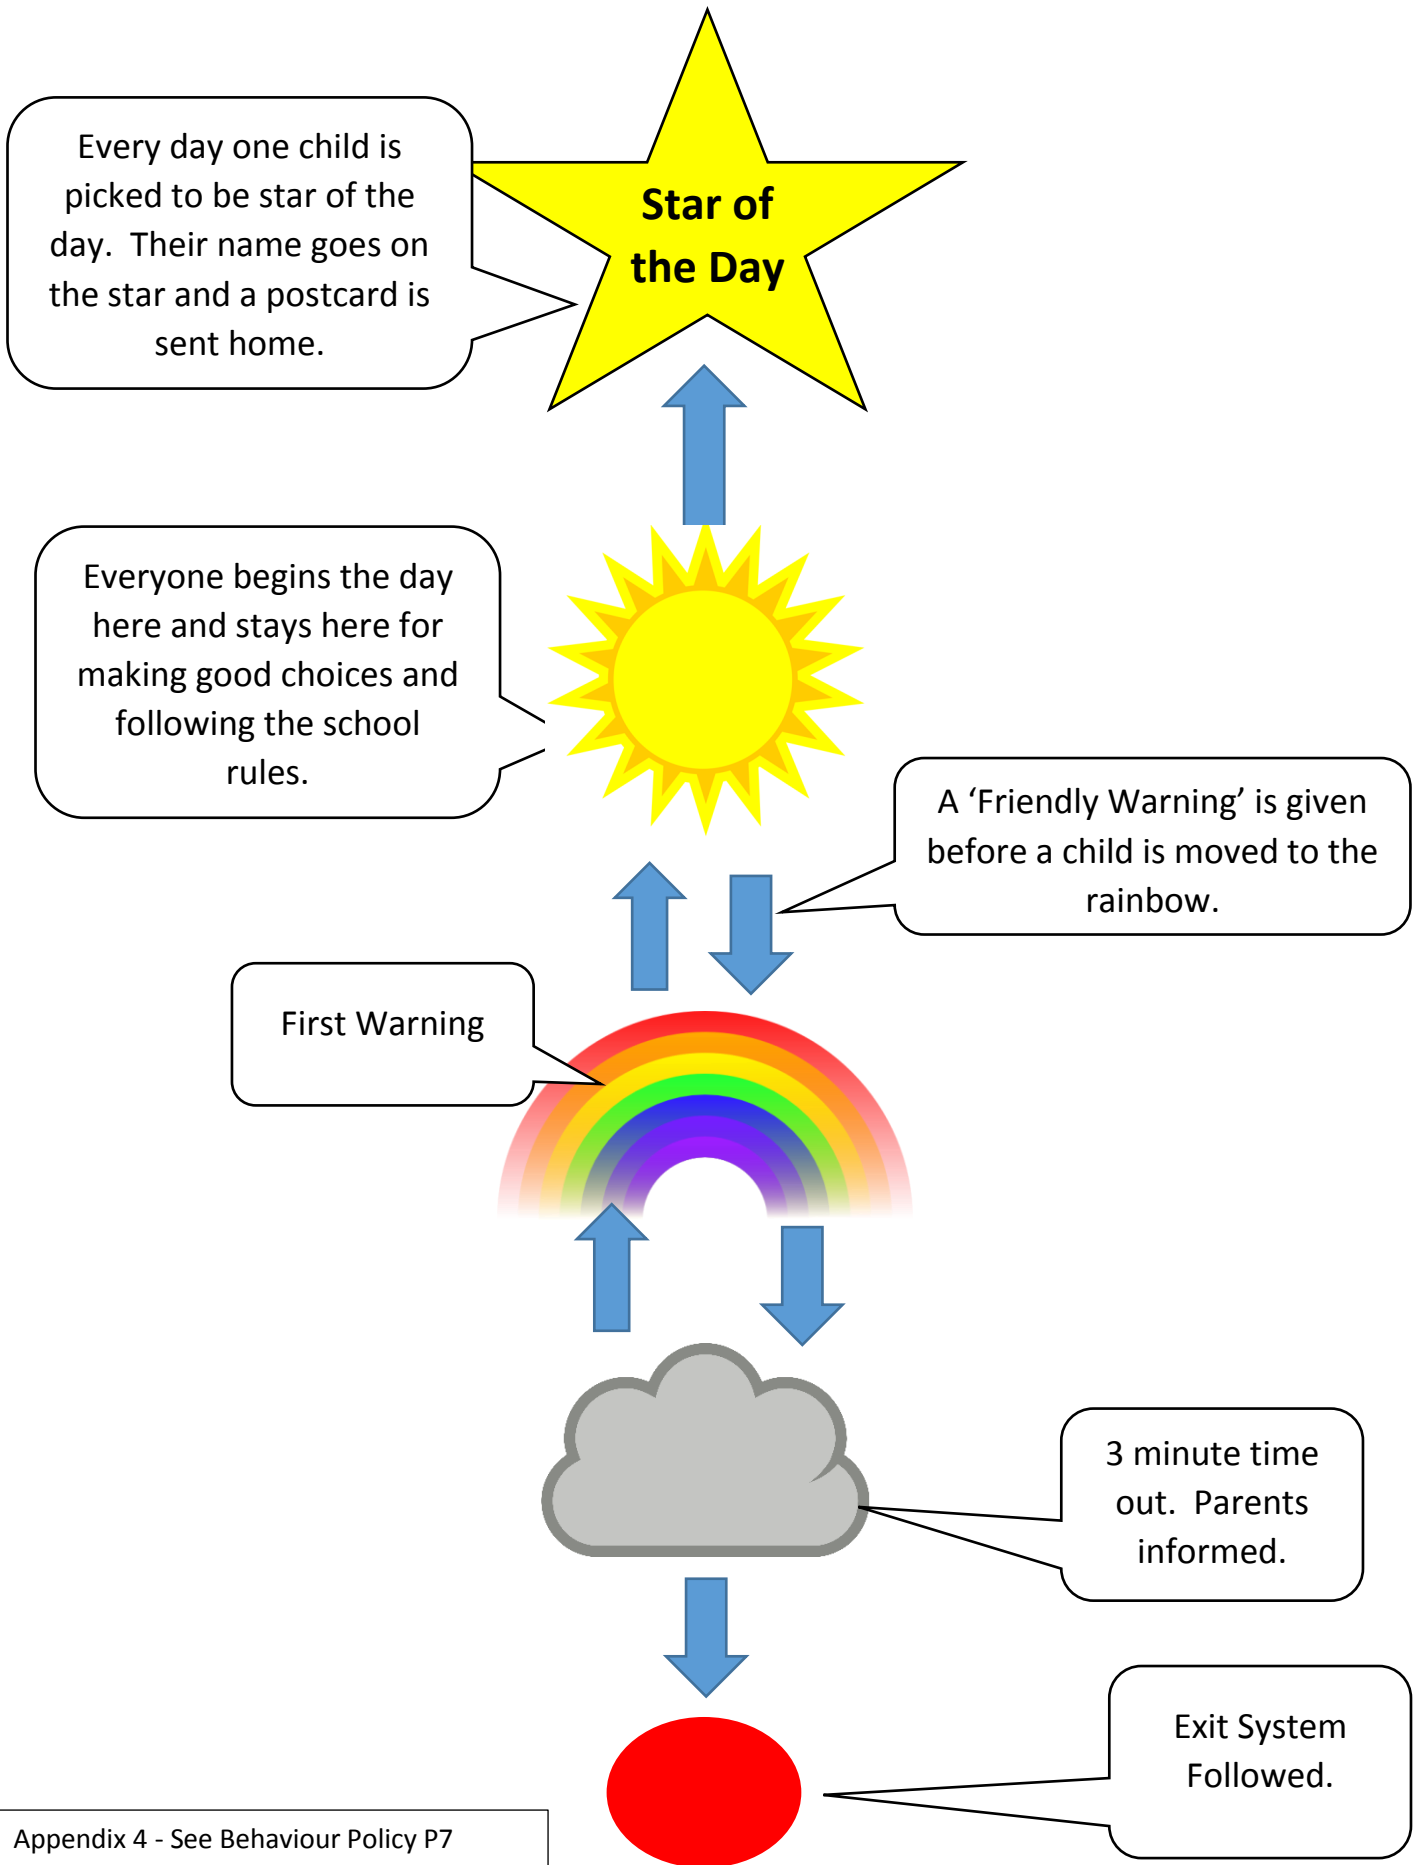 Every day one child is
picked to be star of the
day.  Their name goes on
the star and a postcard is
sent home.
Star of
the Day
Everyone begins the day
here and stays here for
making good choices and
following the school
rules.
A ‘Friendly Warning’ is given
before a child is moved to the
rainbow.
First Warning
3 minute time
out.  Parents
informed.
Exit System
Followed.
Appendix 4 - See Behaviour Policy P7